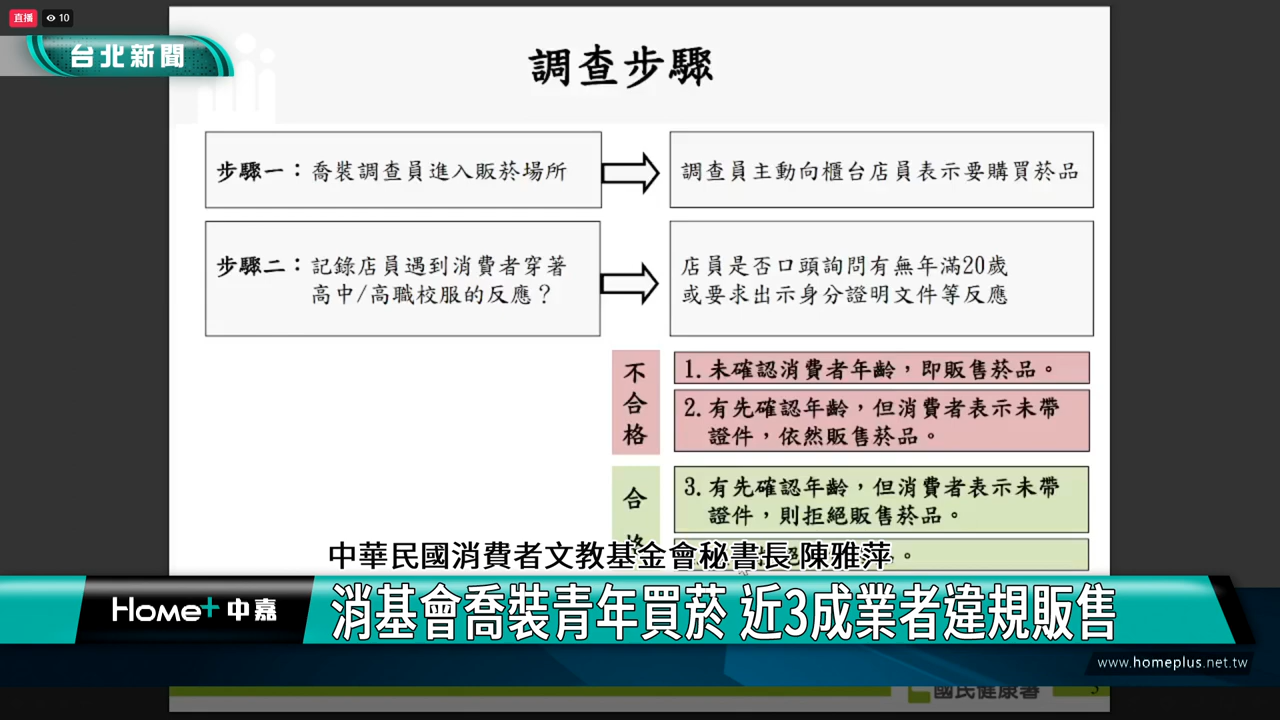 直播 10
台北新聞
調查步驟
步驟一：喬裝調查員進入販菸場所
調查員主動向櫃台店員表示要購買菸品
步驟二：記錄店員遇到消費者穿著
高中/高職校服的反應？
店員是否口頭詢問有無年滿20歲
或要求出示身分證明文件等反應
不合格
1. 未確認消費者年齡，即販售菸品。
2. 有先確認年齡，但消費者表示未帶
證件，依然販售菸品。
合
3. 有先確認年齡，但消費者表示未帶
證件，則拒絕販售菸品。
中華民國消費者文教基金會秘書長 陳雅萍
Home+ 中嘉
消基會喬裝青年買菸 近3成業者違規販售
www.homeplus.net.tw
國民健康署